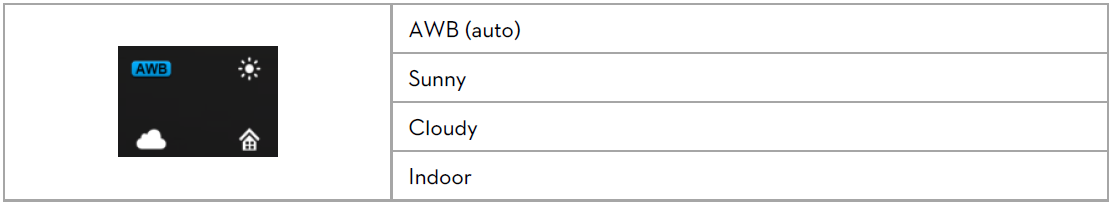 AWB
AWB (auto)
Sunny
Cloudy
Indoor